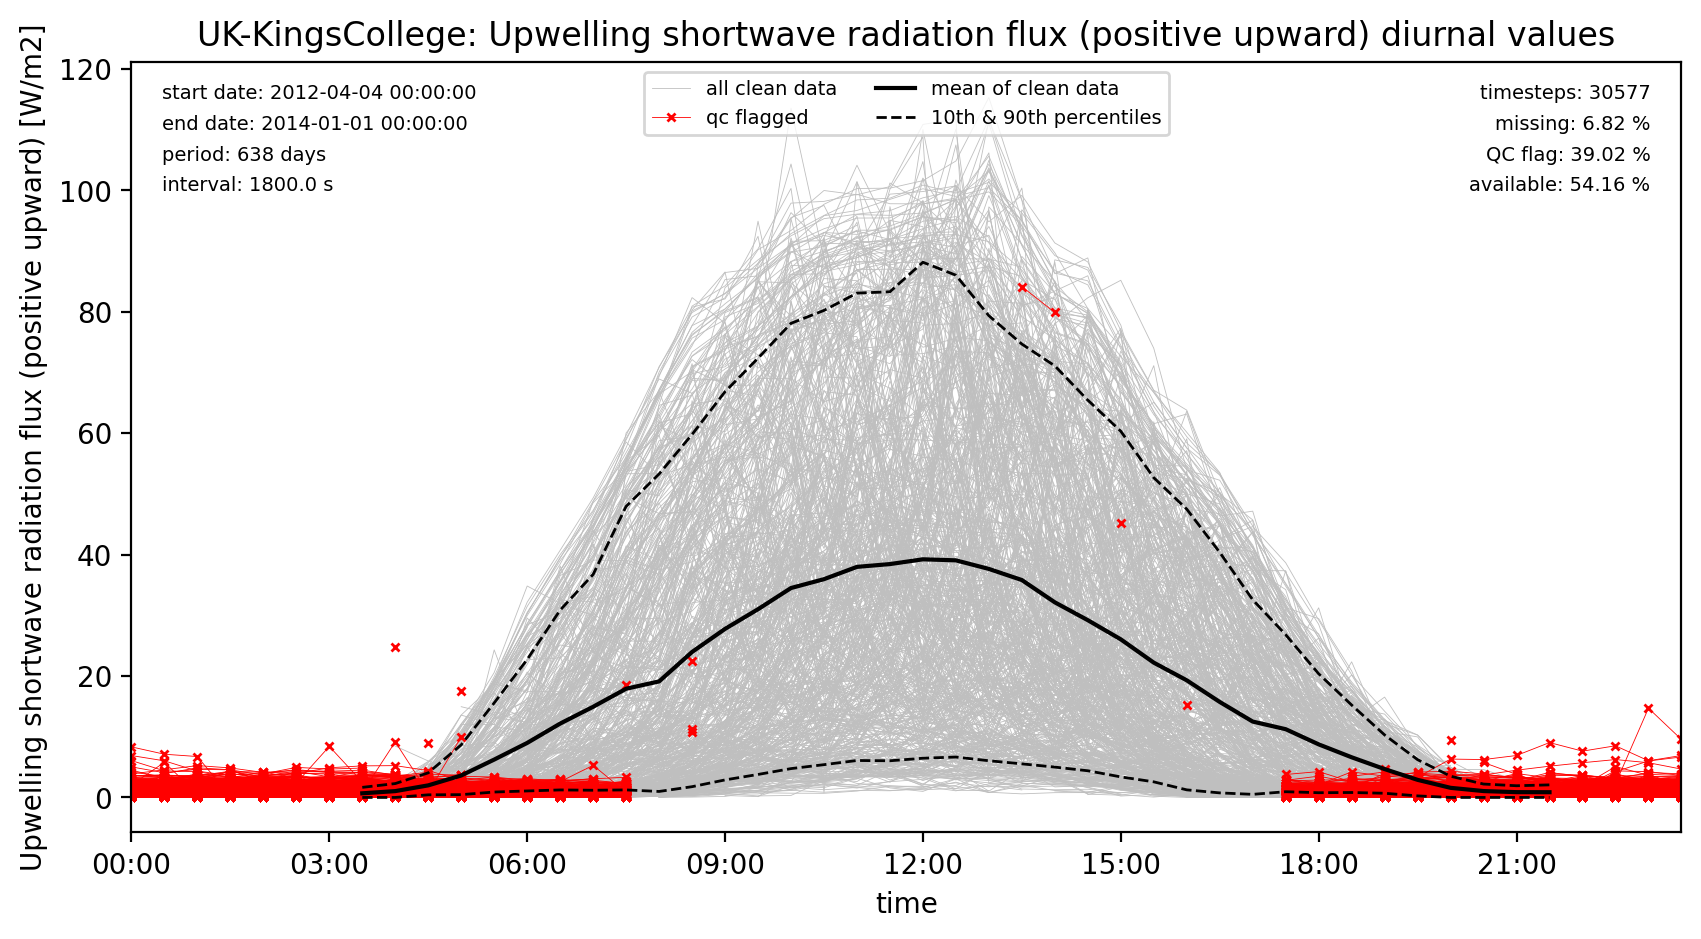 UK-KingsCollege: Upwelling shortwave radiation flux (positive upward) diurnal values
Upwelling shortwave radiation flux (positive upward) [W/m2]
120
100
80
60
40
20
0
start date: 2012-04-04 00:00:00
end date: 2014-01-01 00:00:00
period: 638 days
interval: 1800.0 s
all clean data
qc flagged
mean of clean data
10th & 90th percentiles
timesteps: 30577
missing: 6.82 %
QC flag: 39.02 %
available: 54.16 %
00:00 03:00 06:00 09:00 12:00 15:00 18:00 21:00
time